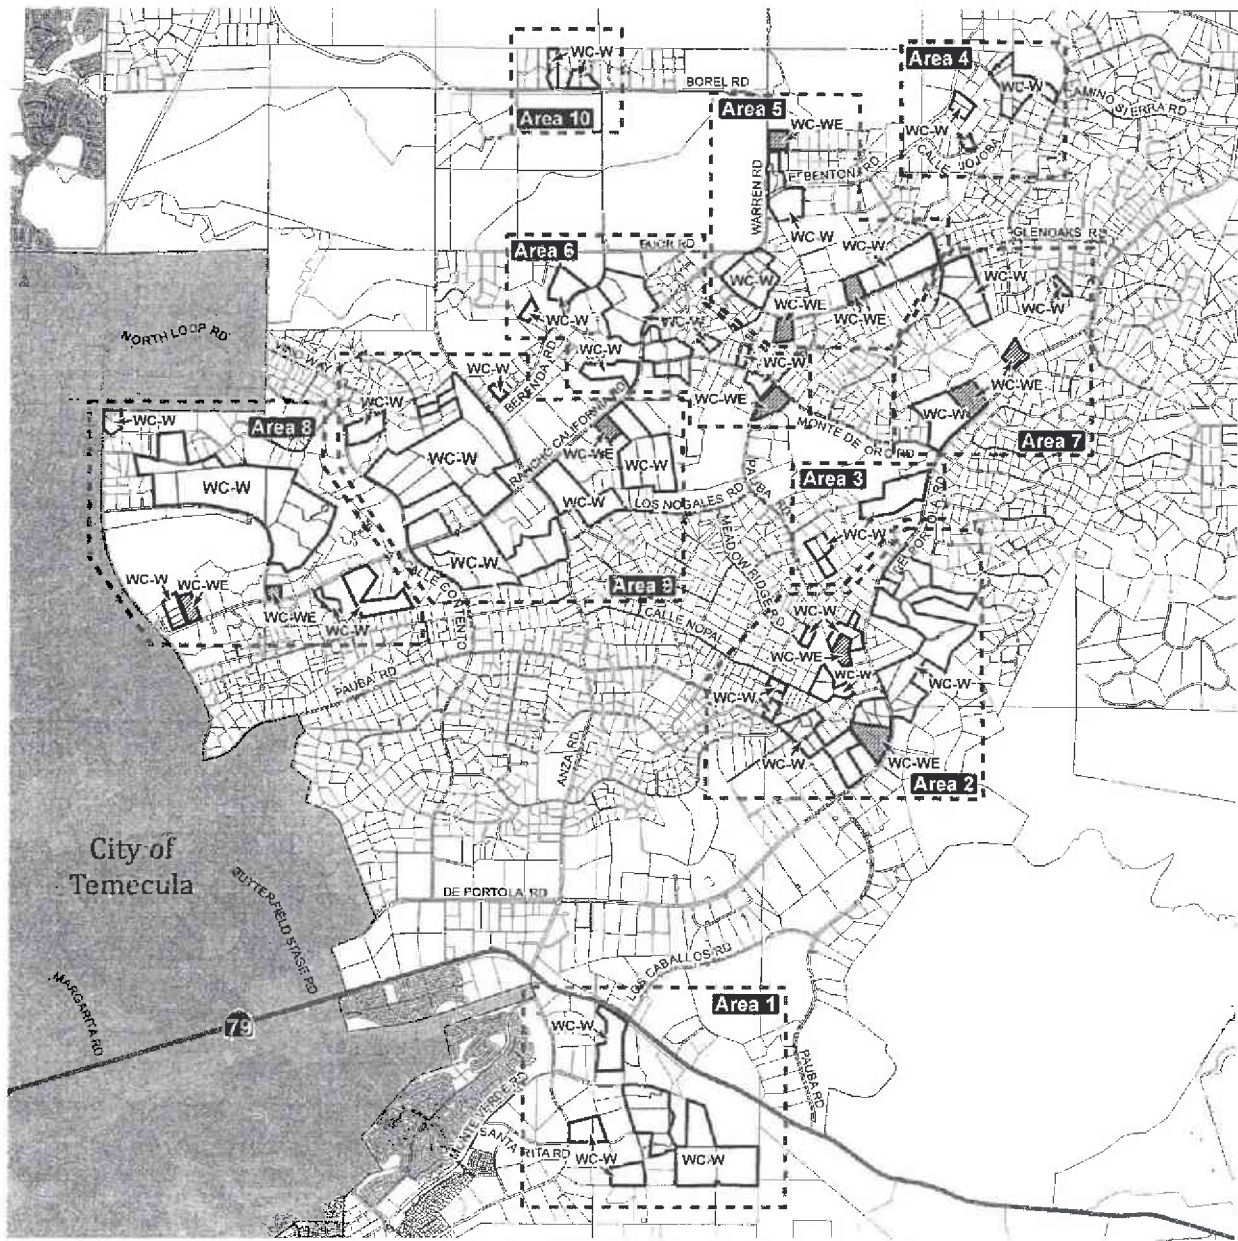 WC-W
BOREL RD
Area 10
Area 4
WC-W
CAMINO SIERRA RD
WC-W
CALLE JOJOBA
Area 5
WC-WE
E BENTON RD
WARREN RD
WC-W
WC-W
GLENOAKS RD
WC-W
WC-W
WC-WE
WC-WE
WC-W
Area 6
BUCK RD
WC-W
WC-W
WC-W
WC-W
WC-WE
NORTH LOOP RD
WC-W
BERENDA RD
WC-W
WC-W
RANCHO CALIFORNIA RD
WC-WE
WC-W
WC-W
WC-W
LOS NOGALES RD
MONTE DE ORO RD
WC-WE
WC-W
Area 7
Area 8
WC-W
WC-W
WC-W
WC-WE
WC-WE
WC-W
CALLE CONTENTO
Area 9
Area 3
PAUBA RD
WC-W
DE PORTOLA RD
MEADOW RIDGE RD
CALLE NOPAL
WC-W
WC-WE
WC-W
WC-W
WC-W
WC-W
WC-WE
Area 2
PAUBA RD
ANZA RD
City of
Temecula
BUTTERFIELD STAGE RD
MARGARITA RD
79
DE PORTOLA RD
LOS CABALLOS RD
Area 1
WC-W
PAUBA RD
MONTE VERDE RD
SANTA RITA RD
WC-W
WC-W